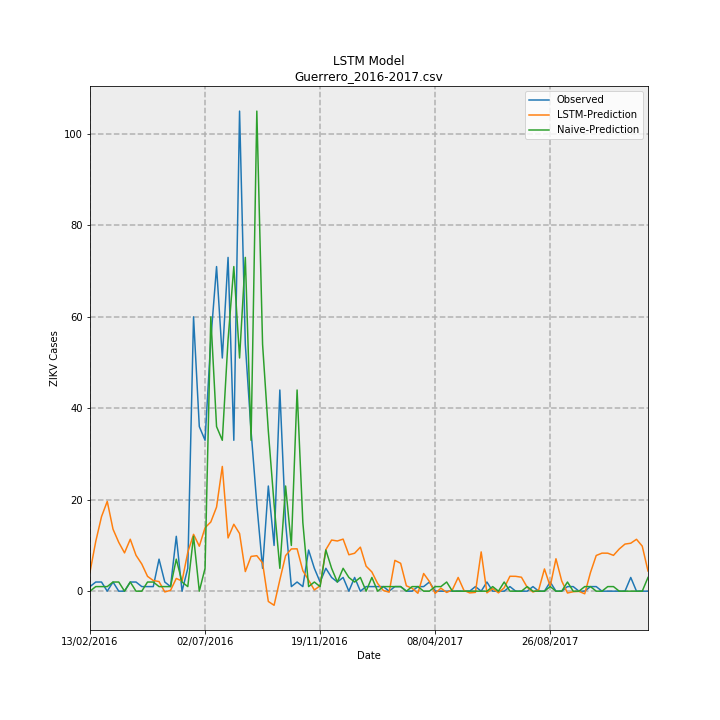 LSTM Model
Guerrero_2016-2017.csv
Observed
LSTM-Prediction
Naive-Prediction
ZIKV Cases
100
80
60
40
20
0
13/02/2016 02/07/2016 19/11/2016 08/04/2017 26/08/2017
Date